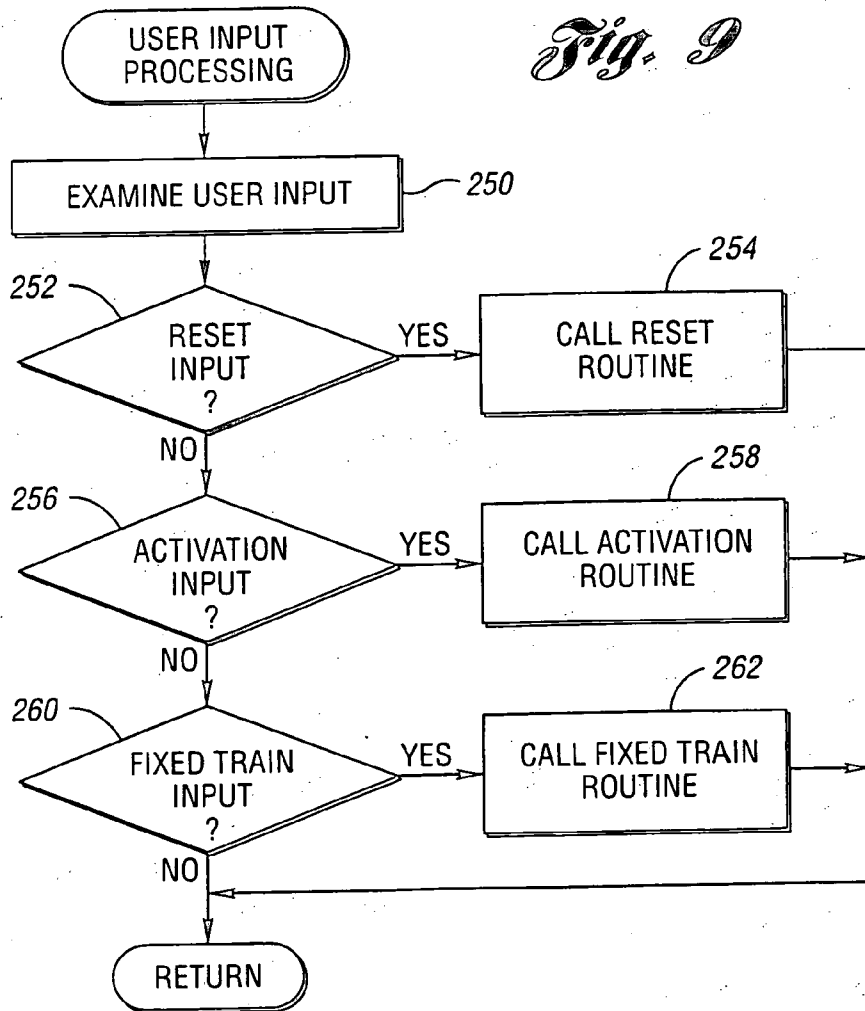 USER INPUT
PROCESSING
Fig. 9
EXAMINE USER INPUT
250
252
RESET
INPUT
?
YES
254
CALL RESET
ROUTINE
NO
256
ACTIVATION
INPUT
?
YES
258
CALL ACTIVATION
ROUTINE
NO
260
FIXED TRAIN
INPUT
?
YES
262
CALL FIXED TRAIN
ROUTINE
NO
RETURN